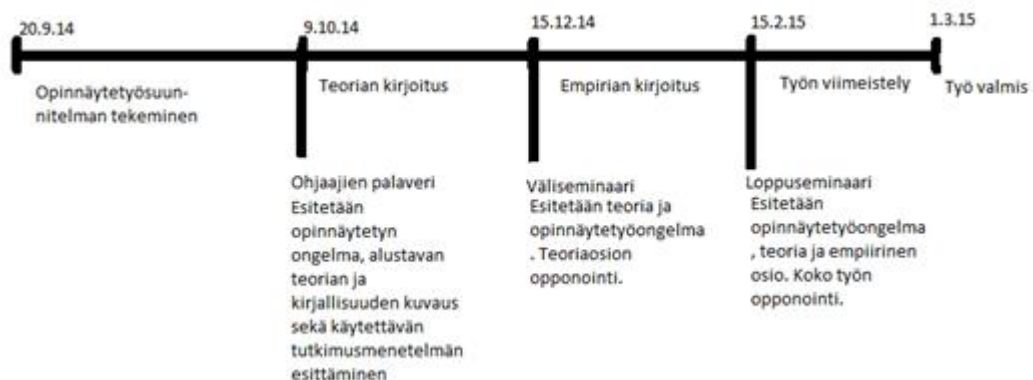 20.9.14
9.10.14
15.12.14
15.2.15
1.3.15
Opinnäytetyösuun-
nitelman tekeminen
Teorian kirjoitus
Empirian kirjoitus
Työn viimeistely
Työ valmis
Ohjaajien palaveri
Esitetään
opinnäytetyn
ongelma, alustavan
teorian ja
kirjallisuuden kuvaus
sekä käytettävän
tutkimusmenetelmän
esittäminen
Väliseminaari
Esitetään teoria ja
opinnäytetyöongelma
. Teoriaosion
opponointi.
Loppuseminaari
Esitetään
opinnäytetyöongelma
, teoria ja empiirinen
osio. Koko työn
opponointi.